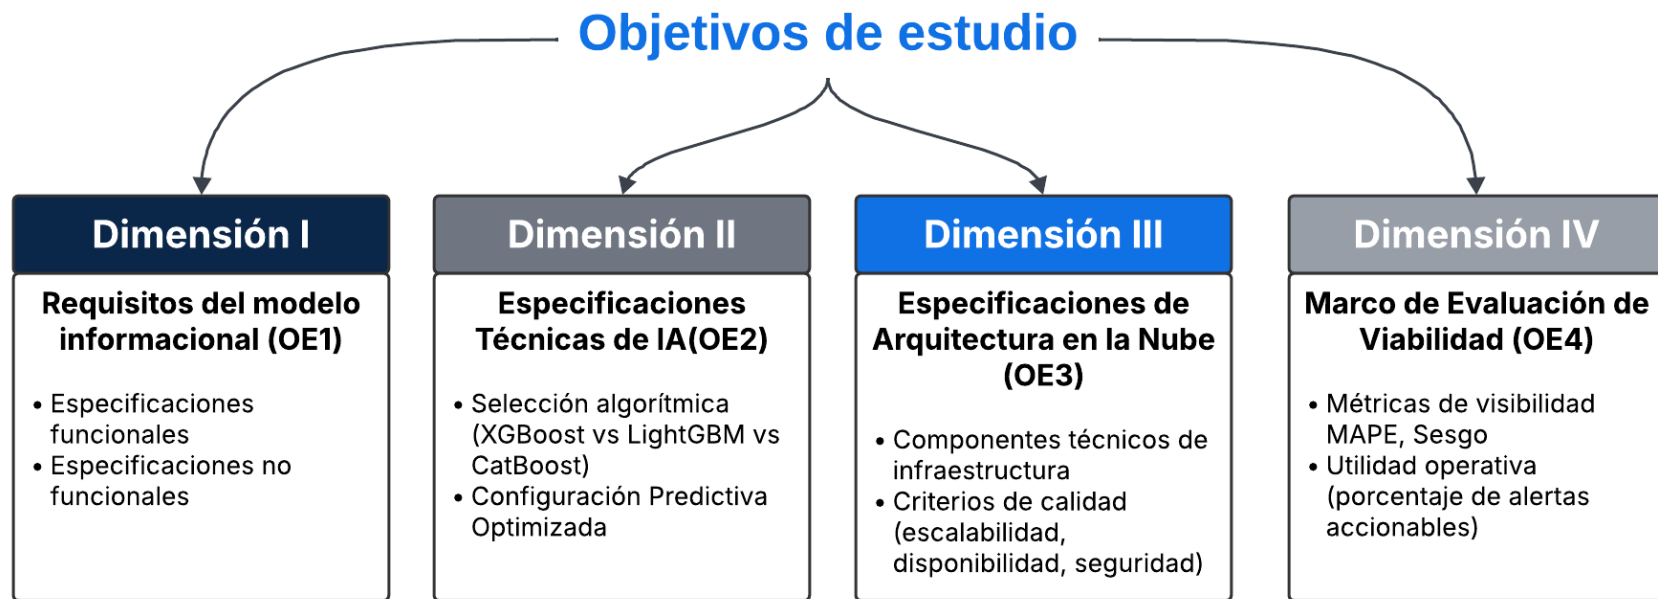 Objetivos de estudio
Dimensión I
Requisitos del modelo
informacional (OE1)
• Especificaciones
funcionales
• Especificaciones no
funcionales
Dimensión II
Especificaciones
Técnicas de IA(OE2)
• Selección algorítmica
(XGBoost vs LightGBM vs
CatBoost)
• Configuración Predictiva
Optimizada
Dimensión III
Especificaciones de
Arquitectura en la Nube
(OE3)
• Componentes técnicos de
infraestructura
• Criterios de calidad
(escalabilidad,
disponibilidad, seguridad)
Dimensión IV
Marco de Evaluación de
Viabilidad (OE4)
• Métricas de visibilidad
MAPE, Sesgo
• Utilidad operativa
(porcentaje de alertas
accionables)